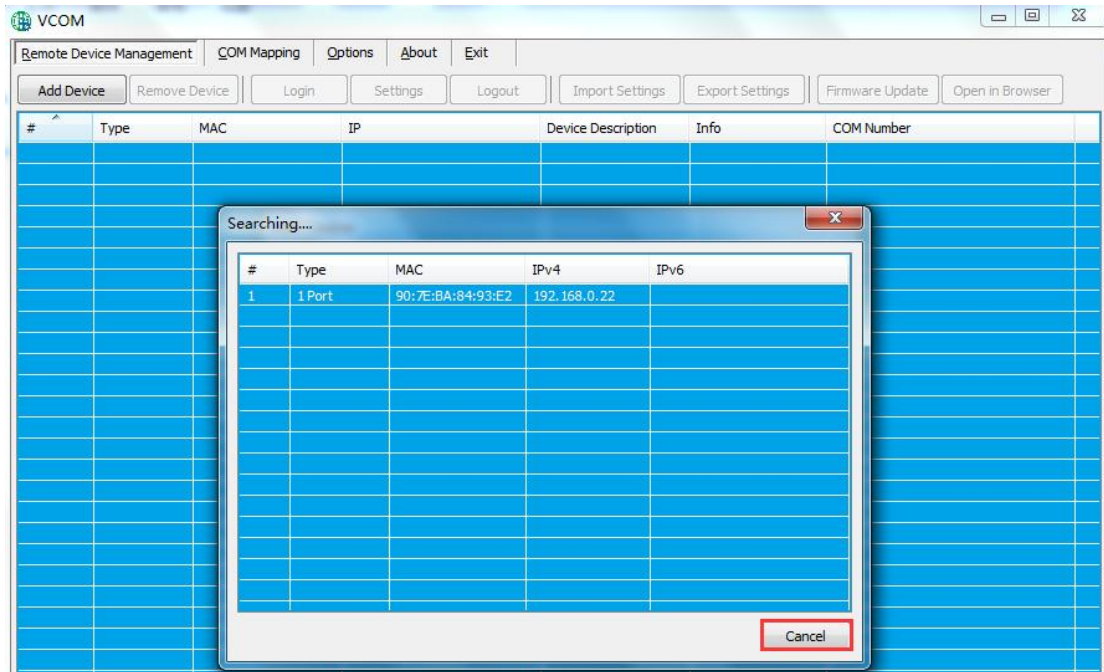 VCOM
Remote Device Management COM Mapping Options About Exit
Add Device Remove Device Login Settings Logout Import Settings Export Settings Firmware Update Open in Browser
# Type MAC IP Device Description Info COM Number
Searching....
# Type MAC IPv4 IPv6
1 1 Port 90:7E:BA:84:93:E2 192.168.0.22
Cancel